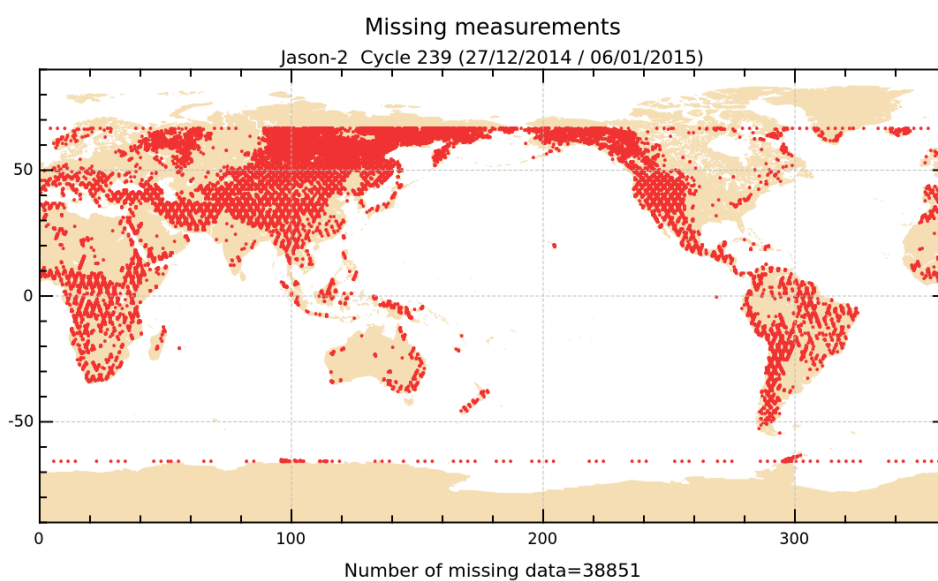 Missing measurements
Jason-2 Cycle 239 (27/12/2014 / 06/01/2015)
50
0
-50
0 100 200 300
Number of missing data=38851